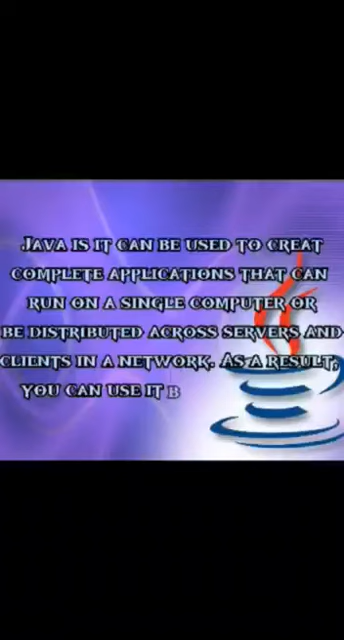 Java is it can be used to creat
complete applications that can
run on a single computer or
be distributed across servers and
clients in a network. As a result,
you can use it b